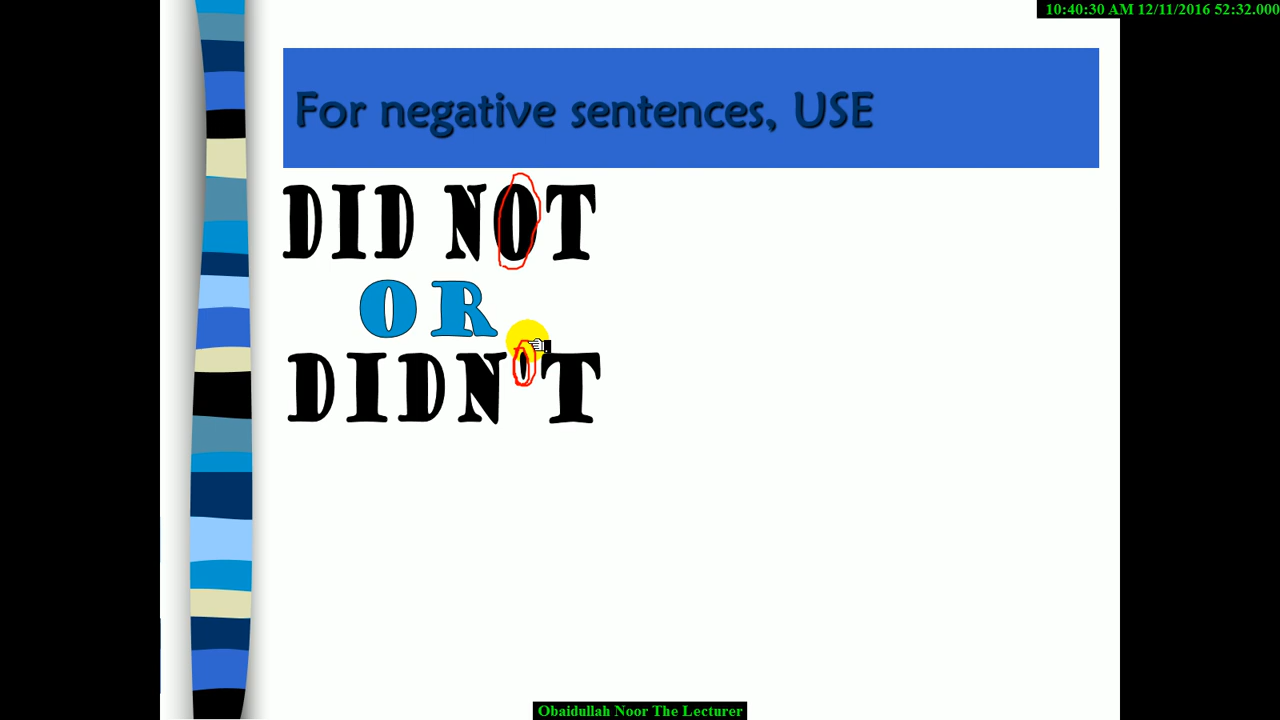 10:40:30 AM 12/11/2016 52:32.000
For negative sentences, USE
DID NOT
OR
DIDN'T
Obaidullah Noor The Lecturer